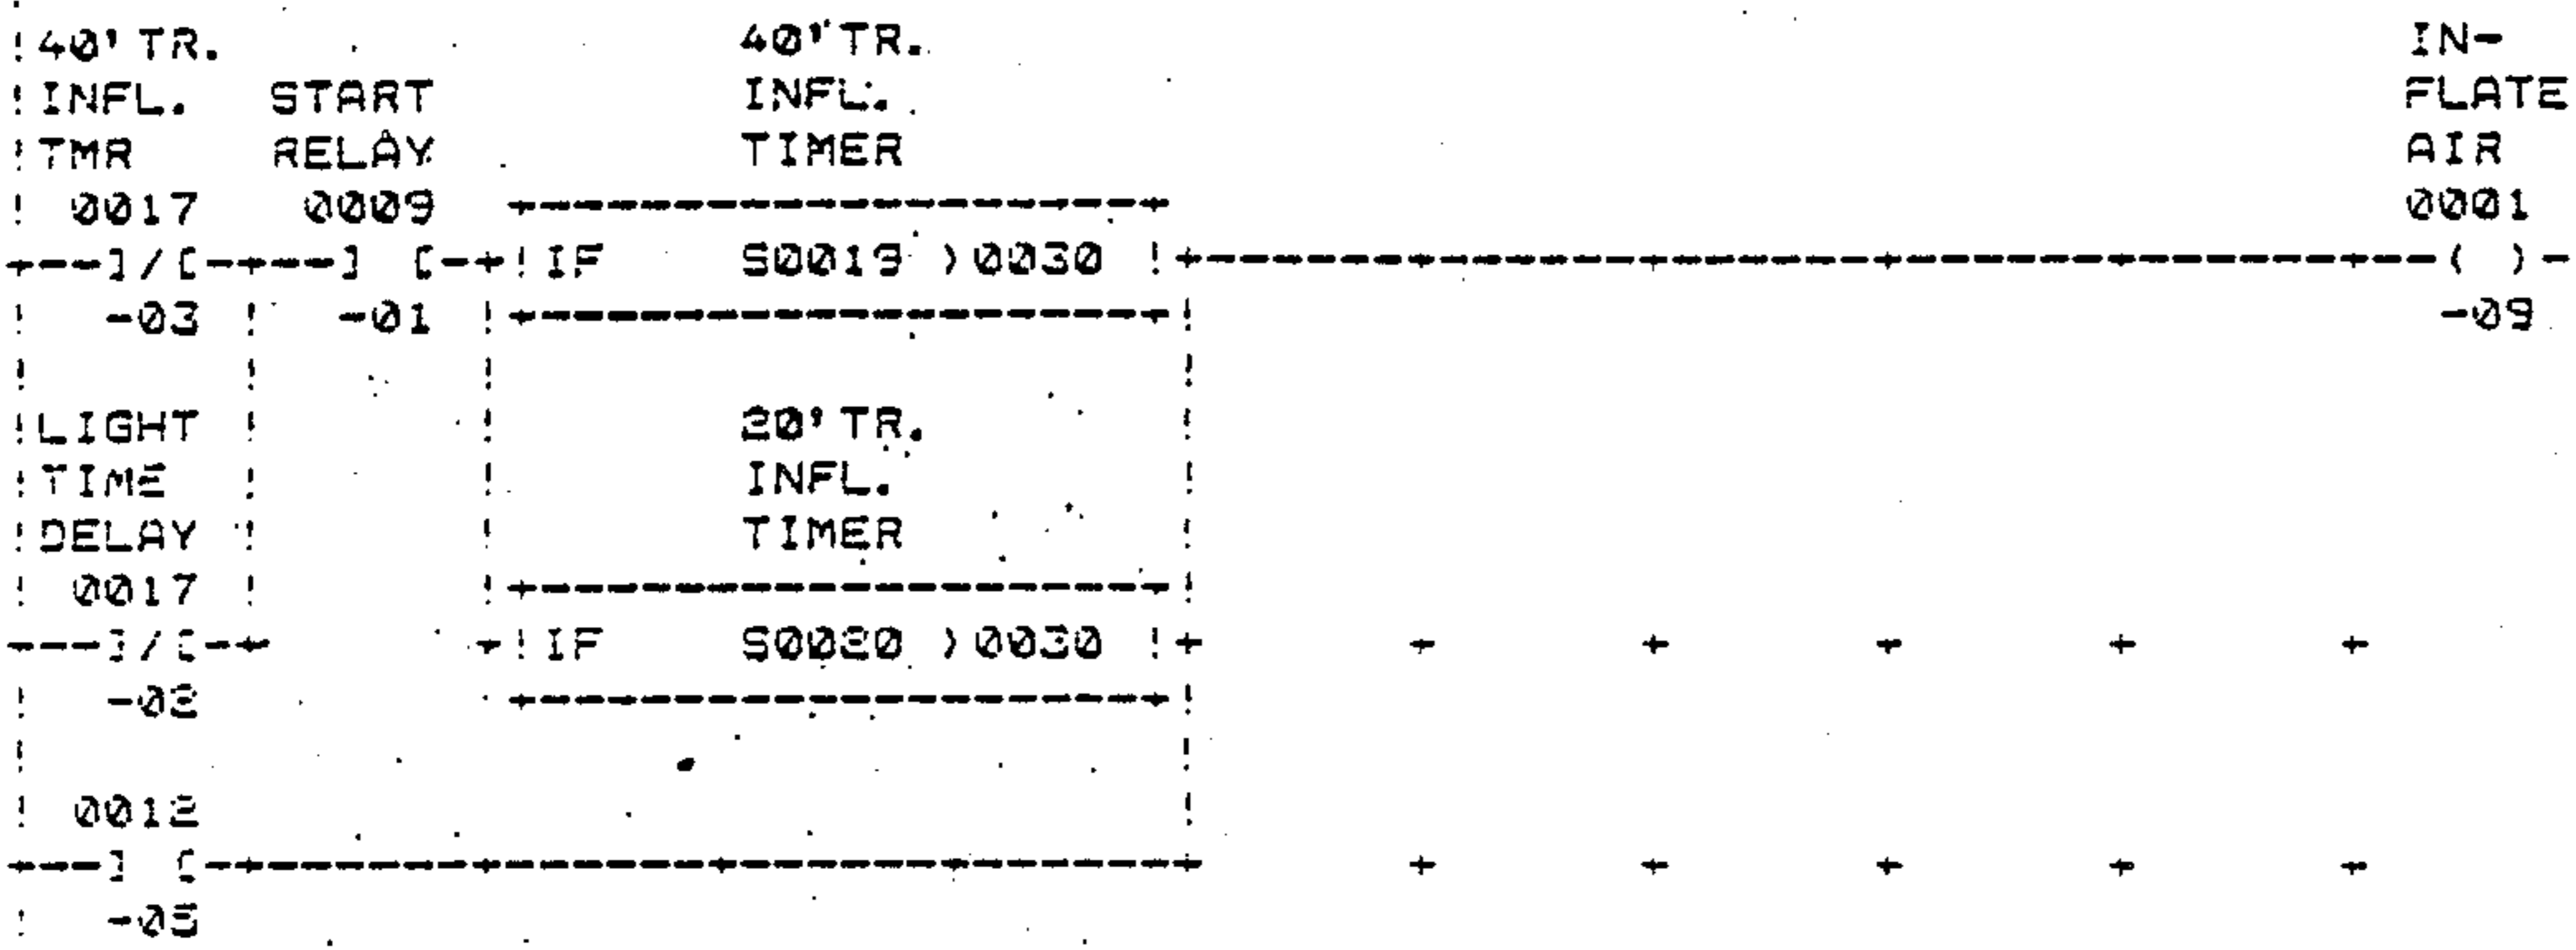 !40' TR. 40' TR. IN-
!INFL. START INFL. FLATE
!TMR RELAY TIMER AIR
! 0017 0009 +--------------------+ 0001
+---]/[-+---] [-+!IF S0019 >0030 !+------+------+------+------+------+--( )-
! -03 ! -01 !+--------------------+! -09
! ! ! !
!LIGHT ! ! 20' TR. !
!TIME ! ! INFL. !
!DELAY ! ! TIMER !
! 0017 ! !+--------------------+!
+---]/[-+ +!IF S0020 >0030 !+ + + + + +
! -02 +--------------------+!
! !
! 0012 !
+---] [-+-------+------+------+-------+ + + + + +
! -05